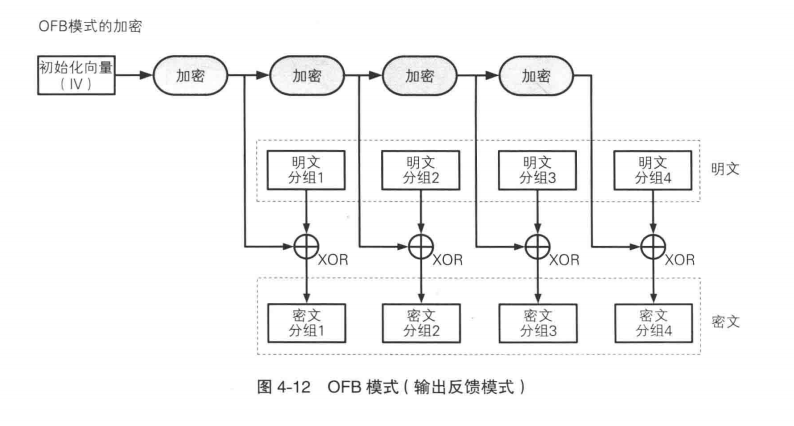 OFB模式的加密
初始化向量
（IV）
加密
加密
加密
加密
明文
分组1
明文
分组2
明文
分组3
明文
分组4
明文
XOR
XOR
XOR
XOR
密文
分组1
密文
分组2
密文
分组3
密文
分组4
密文
图 4-12 OFB 模式（输出反馈模式）